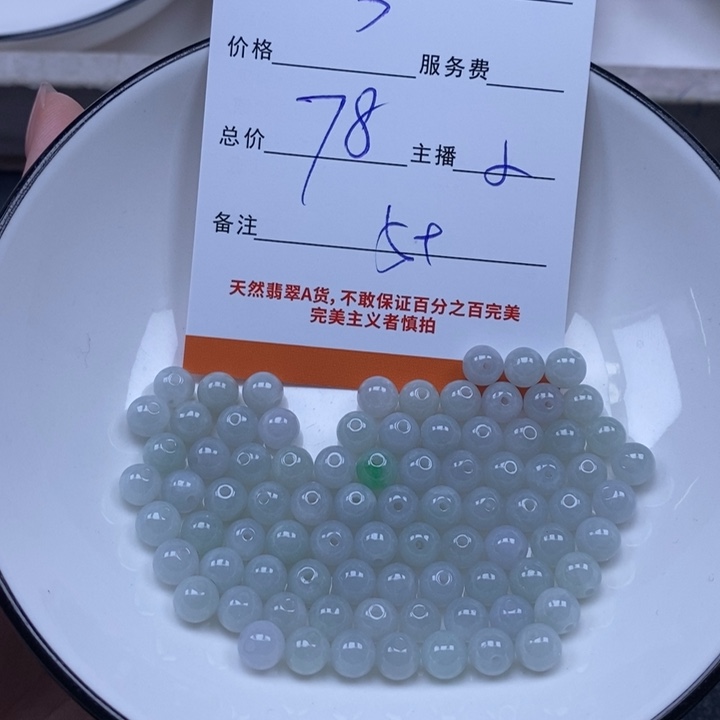 价格 服务费
总价 78 主播
备注 5+
天然翡翠A货,不敢保证百分之百完美
完美主义者慎拍